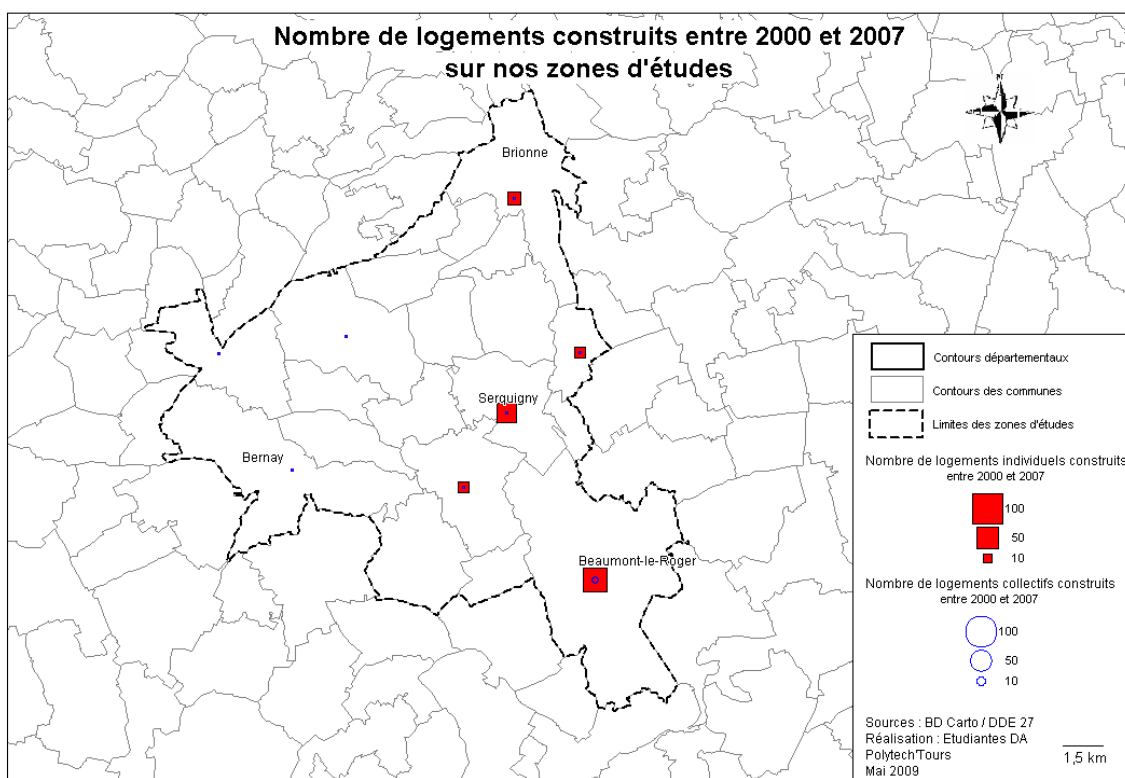 Nombre de logements construits entre 2000 et 2007
sur nos zones d'études
Brionne
Serquigny
Bernay
Beaumont-le-Roger
Contours départementaux
Contours des communes
Limites des zones d'études
Nombre de logements individuels construits
entre 2000 et 2007
100
50
10
Nombre de logements collectifs construits
entre 2000 et 2007
100
50
10
Sources : BD Carto / DDE 27
Réalisation : Etudiantes DA
Polytech'Tours
Mai 2009
1,5 km